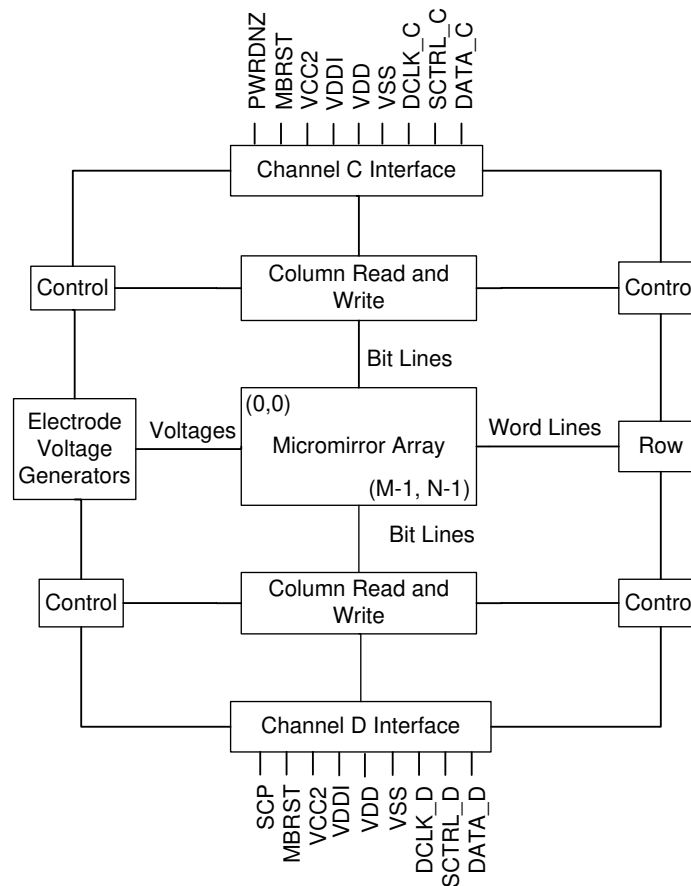 PWRDNZ
MBRST
VCC2
VDDI
VDD
VSS
DCLK_C
SCTRL_C
DATA_C
Channel C Interface
Control
Column Read and
Write
Control
Bit Lines
(0,0)
Micromirror Array
(M-1, N-1)
Electrode
Voltage
Generators
Voltages
Word Lines
Row
Bit Lines
Control
Column Read and
Write
Control
Channel D Interface
SCP
MBRST
VCC2
VDDI
VDD
VSS
DCLK_D
SCTRL_D
DATA_D